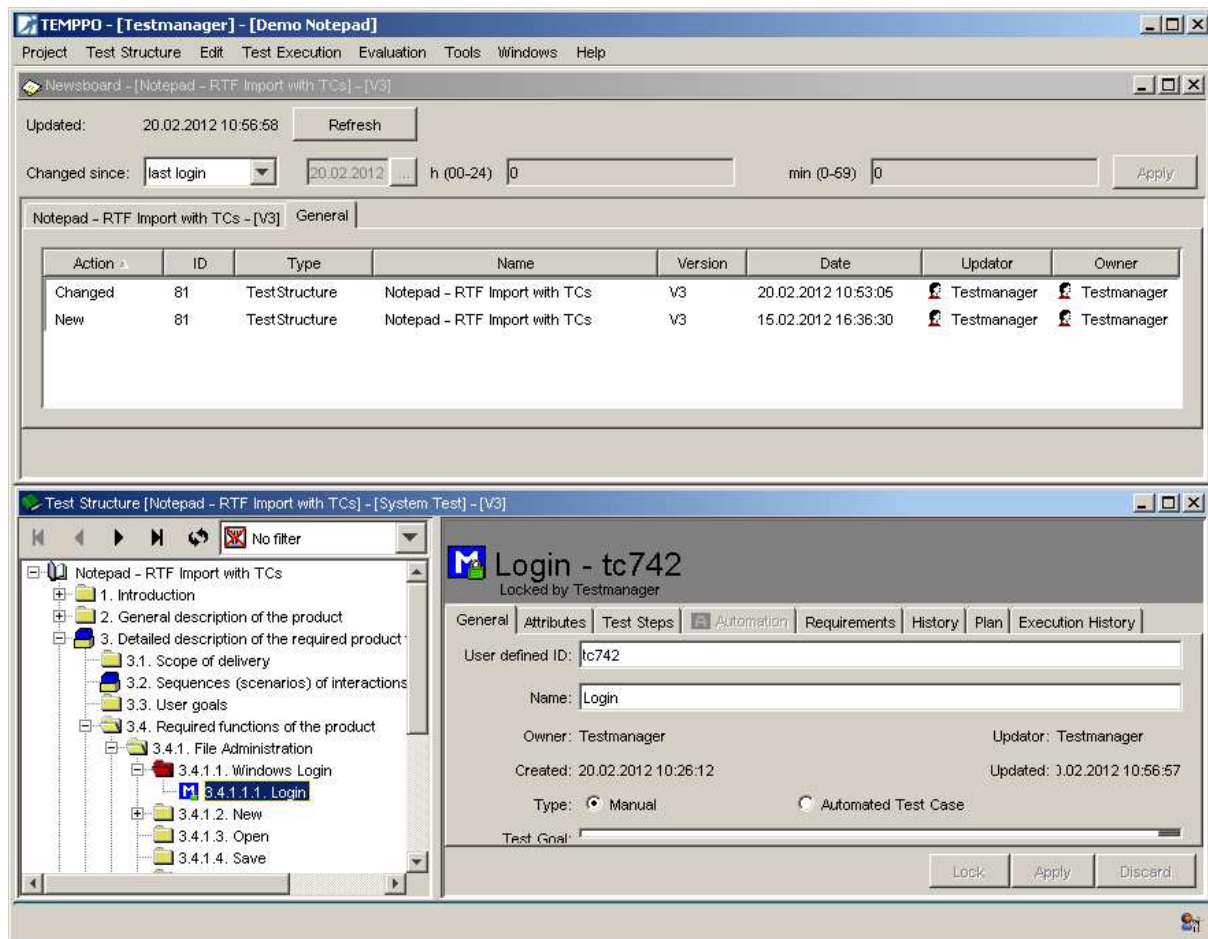 TEMPPO - [Testmanager] - [Demo Notepad]
Project Test Structure Edit Test Execution Evaluation Tools Windows Help
Newsboard - [Notepad - RTF Import with TCs] - [V3]
Updated: 20.02.2012 10:56:58 Refresh
Changed since: last login 20.02.2012 ... h (00-24) 0 min (0-59) 0 Apply
Notepad - RTF Import with TCs - [V3] General
Action ID Type Name Version Date Updator Owner
Changed 81 TestStructure Notepad - RTF Import with TCs V3 20.02.2012 10:53:05 Testmanager Testmanager
New 81 TestStructure Notepad - RTF Import with TCs V3 15.02.2012 16:36:30 Testmanager Testmanager
Test Structure [Notepad - RTF Import with TCs] - [System Test] - [V3]
No filter
Notepad - RTF Import with TCs
1. Introduction
2. General description of the product
3. Detailed description of the required product
3.1. Scope of delivery
3.2. Sequences (scenarios) of interactions
3.3. User goals
3.4. Required functions of the product
3.4.1. File Administration
3.4.1.1. Windows Login
M 3.4.1.1.1. Login
3.4.1.2. New
3.4.1.3. Open
3.4.1.4. Save
M Login - tc742
Locked by Testmanager
General Attributes Test Steps A Automation Requirements History Plan Execution History
User defined ID: tc742
Name: Login
Owner: Testmanager Updator: Testmanager
Created: 20.02.2012 10:26:12 Updated: 0.02.2012 10:56:57
Type: Manual Automated Test Case
Test Goal:
Lock Apply Discard